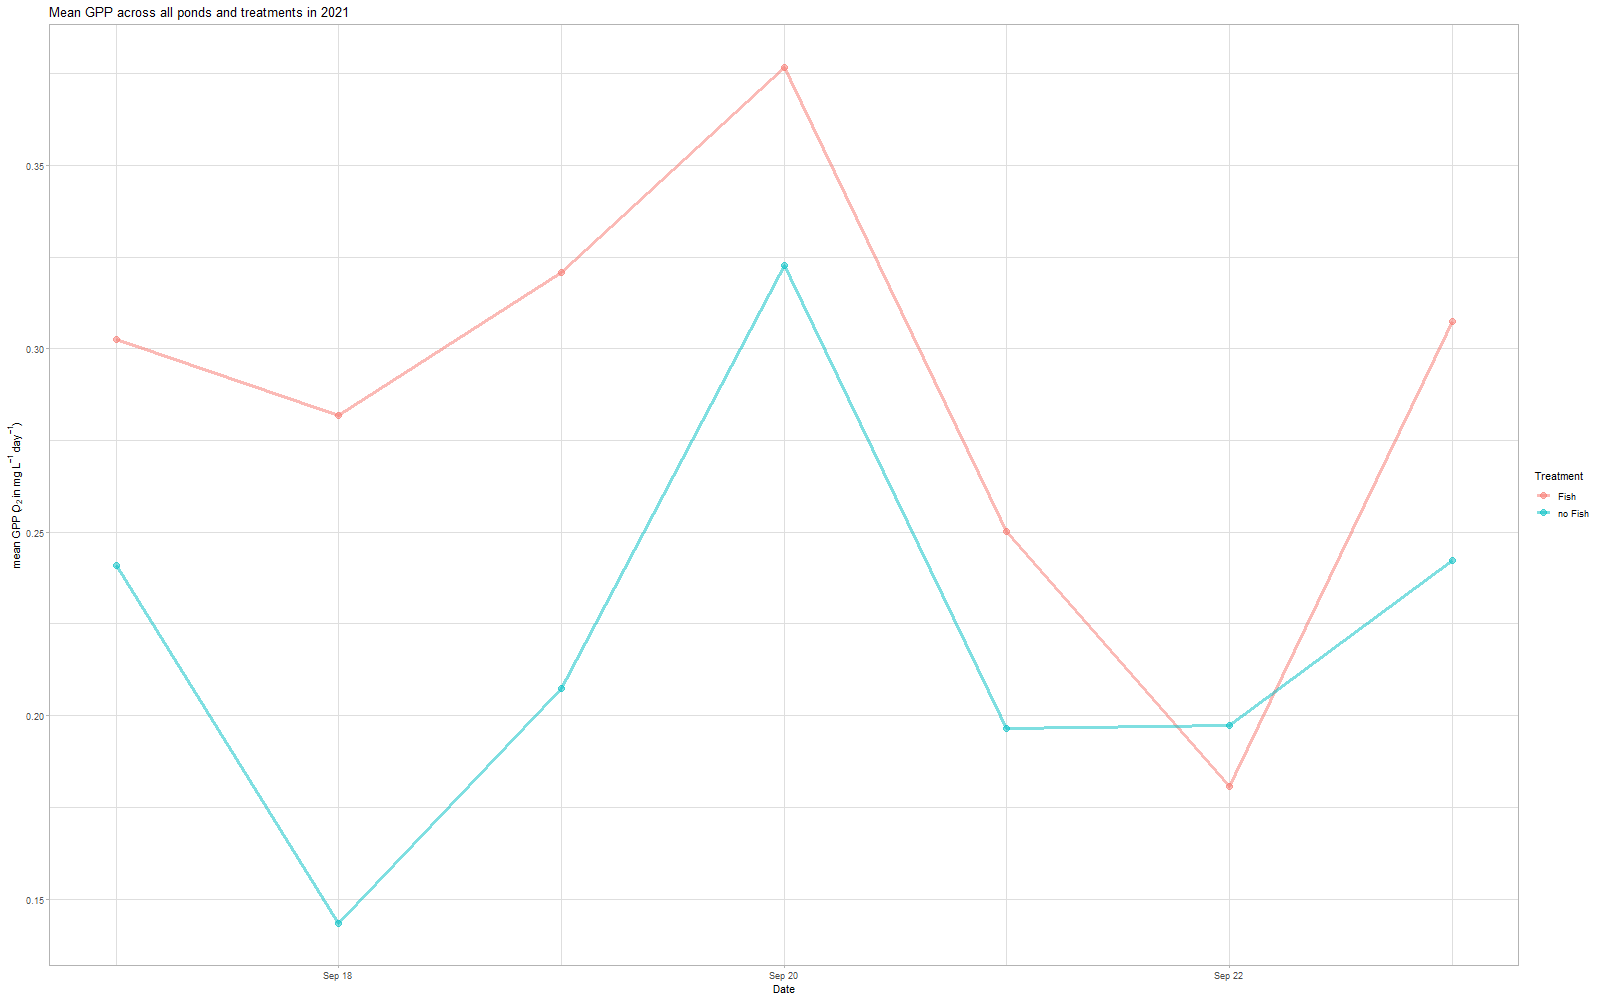 Mean GPP across all ponds and treatments in 2021
mean GPP O₂ in mg L⁻¹ day⁻¹)
0.35
0.30
0.25
0.20
0.15
Sep 18
Sep 20
Sep 22
Date
Treatment
Fish
no Fish